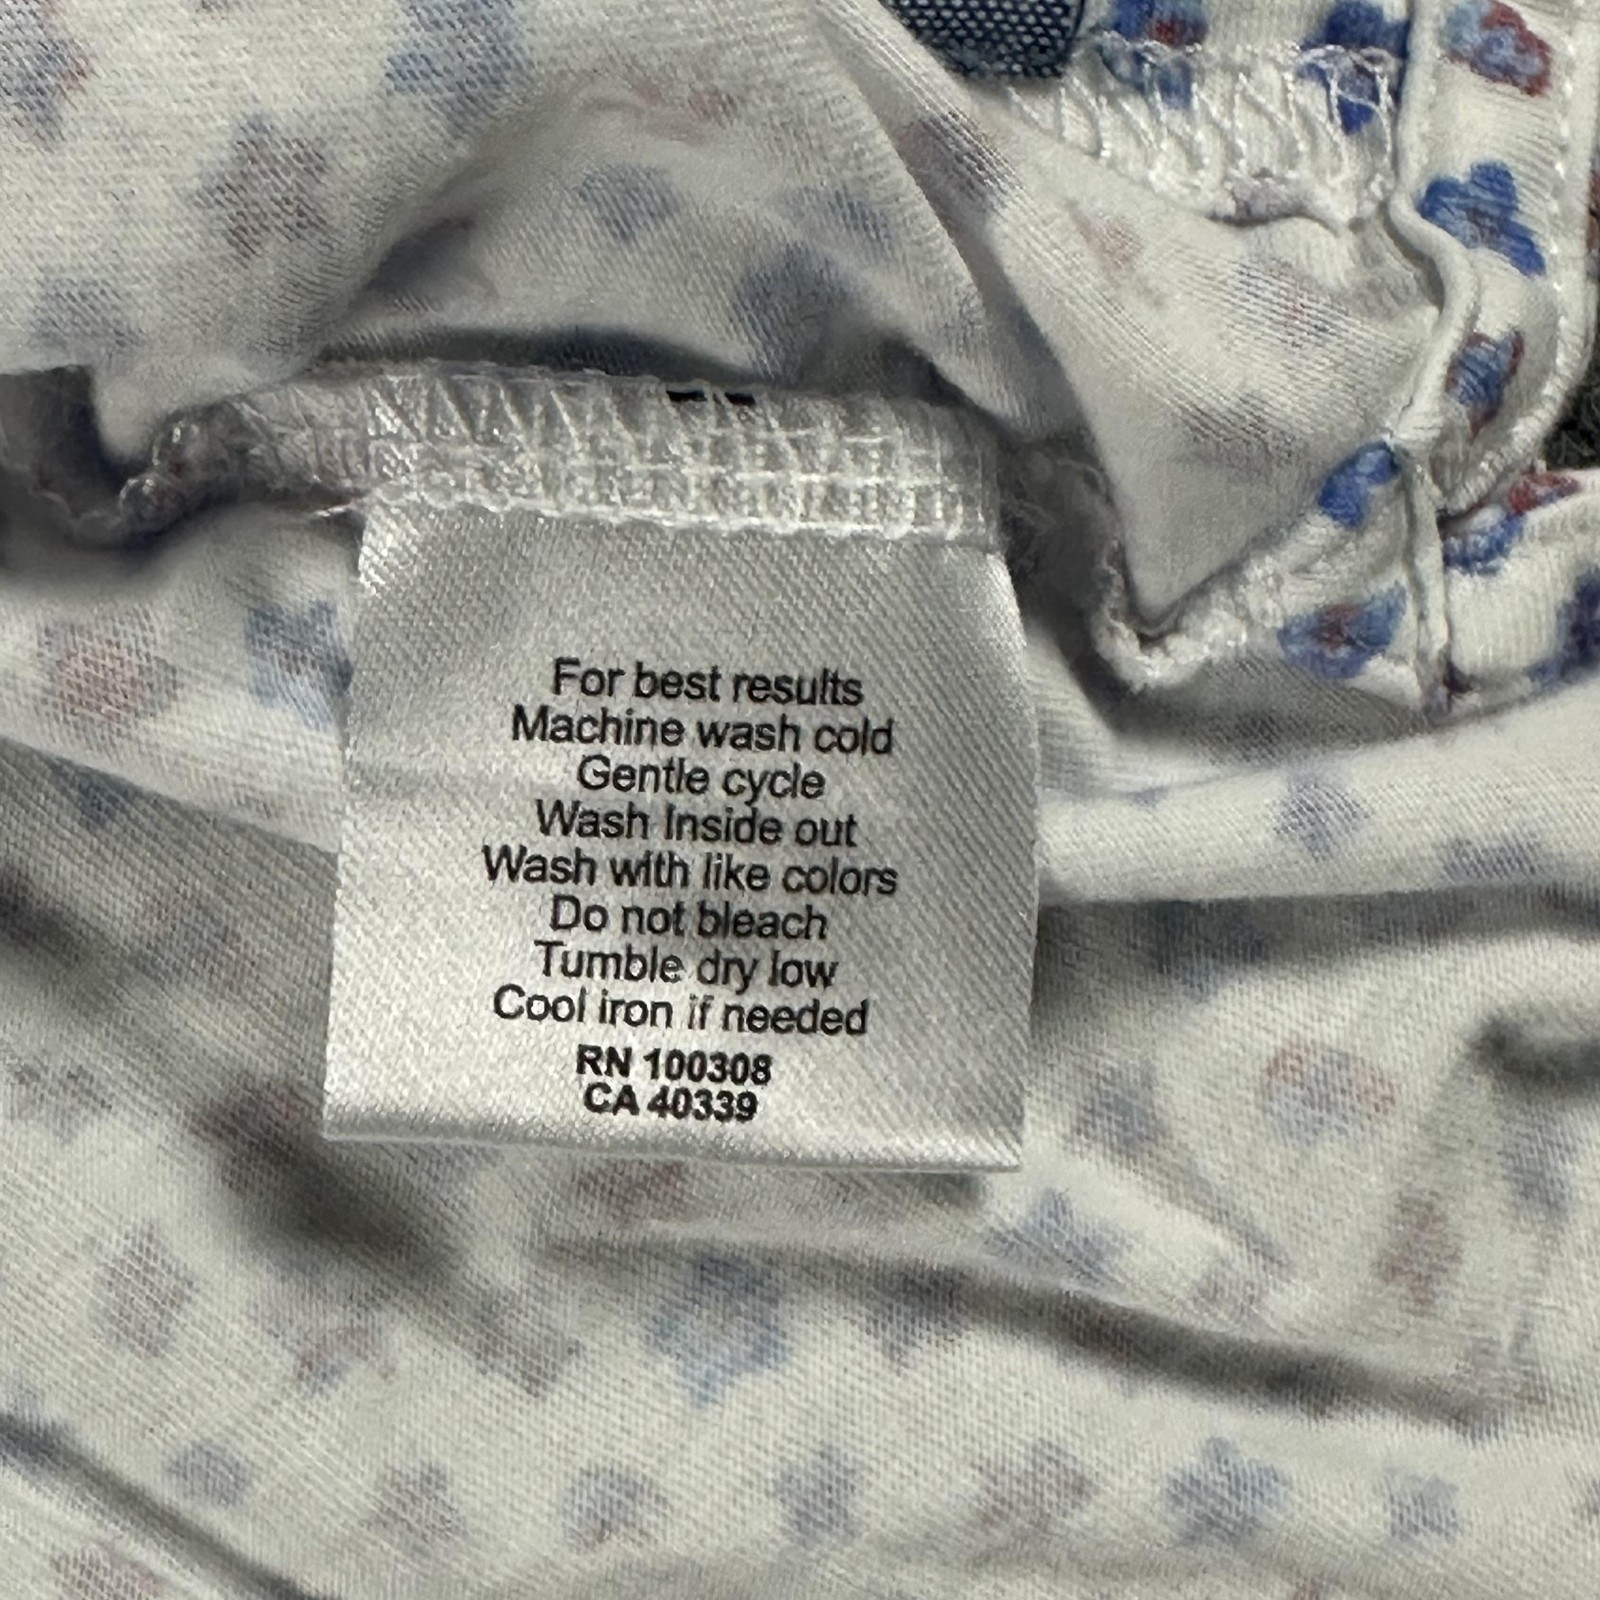 For best results
Machine wash cold
Gentle cycle
Wash Inside out
Wash with like colors
Do not bleach
Tumble dry low
Cool iron if needed
RN 100308
CA 40339